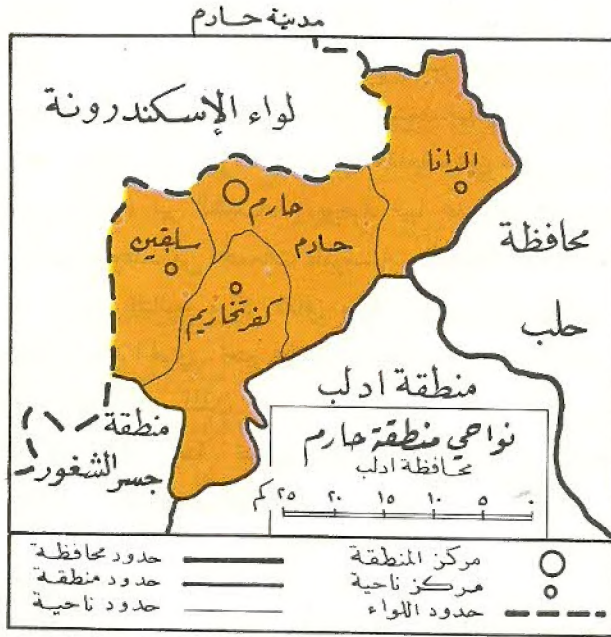 مدينة حارم
لواء الإسكندرونة
الدانا
حارم
حارم
سلقين
كفر تخاريم
محافظة
حلب
منطقة ادلب
منطقة
جسر الشغور
نواحي منطقة حارم
محافظة ادلب
٠ ٥ ١٠ ١٥ ٢٠ ٢٥ كم
مركز المنطقة
مركز ناحية
حدود اللواء
حدود محافظة
حدود منطقة
حدود ناحية